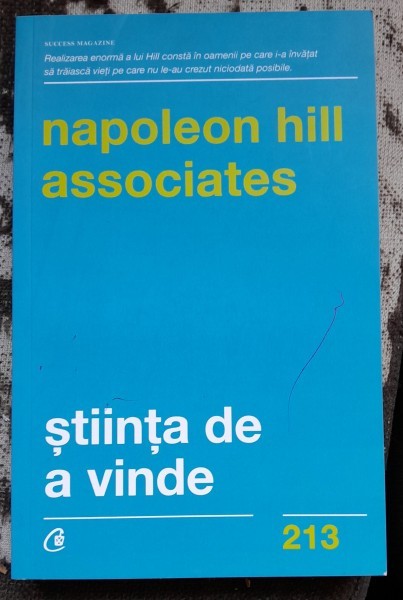 SUCCESS MAGAZINE
Realizarea enormă a lui Hill constă în oamenii pe care i-a învățat
să trăiască vieți pe care nu le-au crezut niciodată posibile.
napoleon hill
associates
știința de
a vinde
213